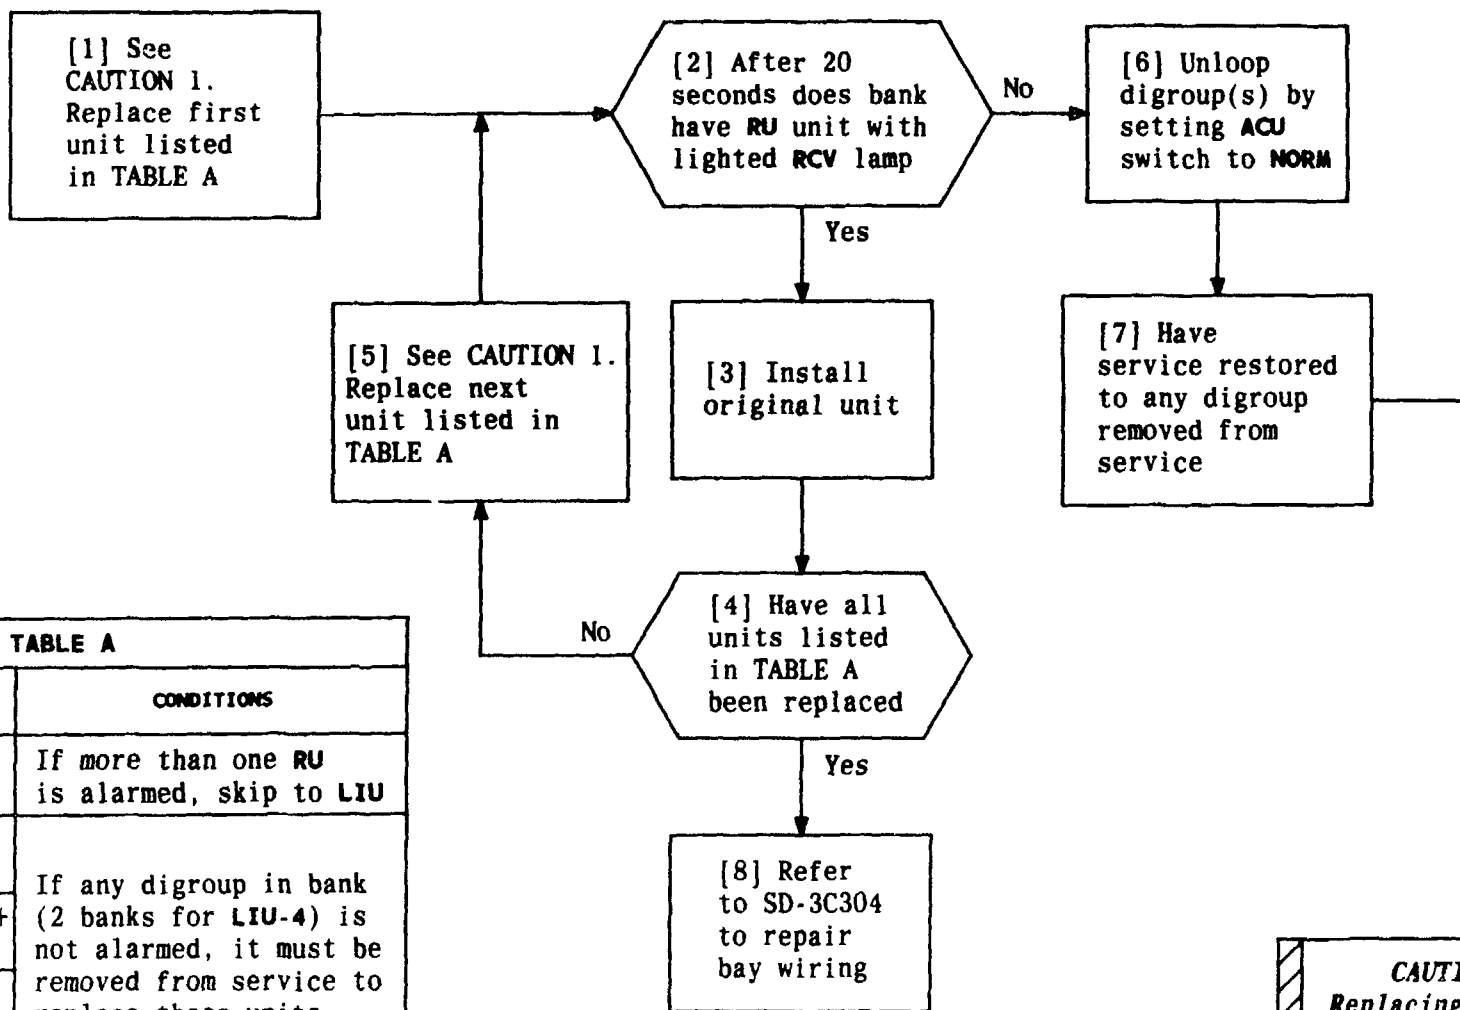 [1] See
CAUTION 1.
Replace first
unit listed
in TABLE A
[2] After 20
seconds does bank
have RU unit with
lighted RCV lamp
No
Yes
[3] Install
original unit
[4] Have all
units listed
in TABLE A
been replaced
No
Yes
[5] See CAUTION 1.
Replace next
unit listed in
TABLE A
[6] Unloop
digroup(s) by
setting ACU
switch to NORM
[7] Have
service restored
to any digroup
removed from
service
[8] Refer
to SD-3C304
to repair
bay wiring
TABLE A
CONDITIONS
If more than one RU
is alarmed, skip to LIU
If any digroup in bank
+ (2 banks for LIU-4) is
not alarmed, it must be
removed from service to
replace these units
CAUTI
Replacing